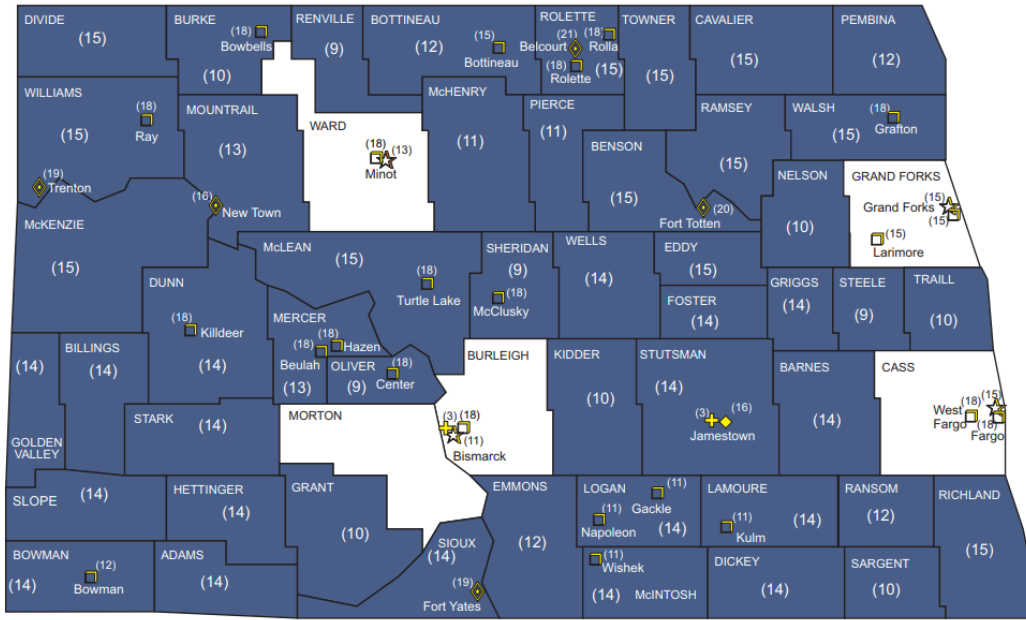 DIVIDE
(15)
BURKE
(18)
Bowbells
(10)
RENVILLE
(9)
BOTTINEAU
(12)
(15)
Bottineau
ROLETTE
(21)
(18)
Belcourt
Rolla
(18)
Rolette
(15)
TOWNER
(15)
CAVALIER
(15)
PEMBINA
(12)
WILLIAMS
(18)
Ray
(15)
(19)
Trenton
MOUNTRAIL
(13)
(16)
New Town
WARD
(18)
(13)
Minot
McHENRY
(11)
PIERCE
(11)
BENSON
(15)
RAMSEY
(15)
(20)
Fort Totten
WALSH
(18)
Grafton
(15)
NELSON
(10)
GRAND FORKS
(15)
Grand Forks
(15)
(15)
Larimore
McKENZIE
(15)
McLEAN
(15)
(18)
Turtle Lake
SHERIDAN
(9)
(18)
McClusky
WELLS
(14)
EDDY
(15)
FOSTER
(14)
GRIGGS
(14)
STEELE
(9)
TRAILL
(10)
DUNN
(18)
Killdeer
(14)
MERCER
(18)
(18)
Hazen
Beulah
(13)
OLIVER
(18)
(9)
Center
BURLEIGH
(3)
(18)
(11)
Bismarck
KIDDER
(10)
STUTSMAN
(14)
(3)
(16)
Jamestown
BARNES
(14)
CASS
(18)
(15)
West
Fargo
(18)
Fargo
(14)
GOLDEN
VALLEY
BILLINGS
(14)
STARK
(14)
MORTON
SLOPE
(14)
HETTINGER
(14)
GRANT
(10)
SIOUX
(14)
(19)
Fort Yates
EMMONS
(12)
LOGAN
(11)
Gackle
(11)
Napoleon
(14)
LAMOURE
(11)
Kulm
(14)
RANSOM
(12)
RICHLAND
(15)
BOWMAN
(12)
(14)
Bowman
ADAMS
(14)
(11)
Wishek
(14)
McINTOSH
DICKEY
(14)
SARGENT
(10)